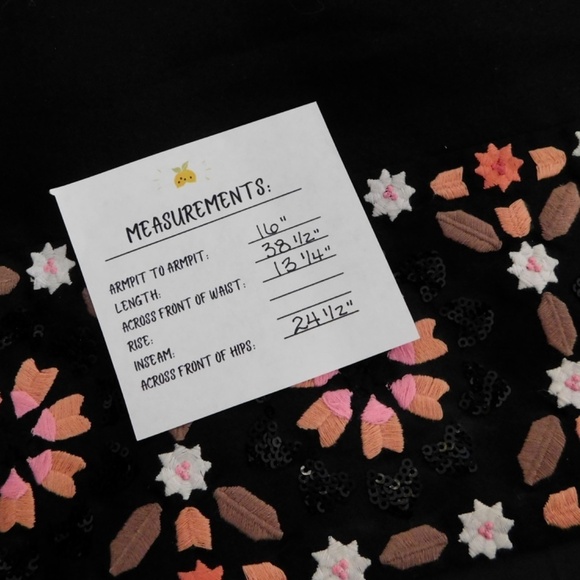 MEASUREMENTS:
ARMPIT TO ARMPIT: 16"
LENGTH: 38 1/2"
ACROSS FRONT OF WAIST: 13 1/4"
RISE:
INSEAM:
ACROSS FRONT OF HIPS: 24 1/2"